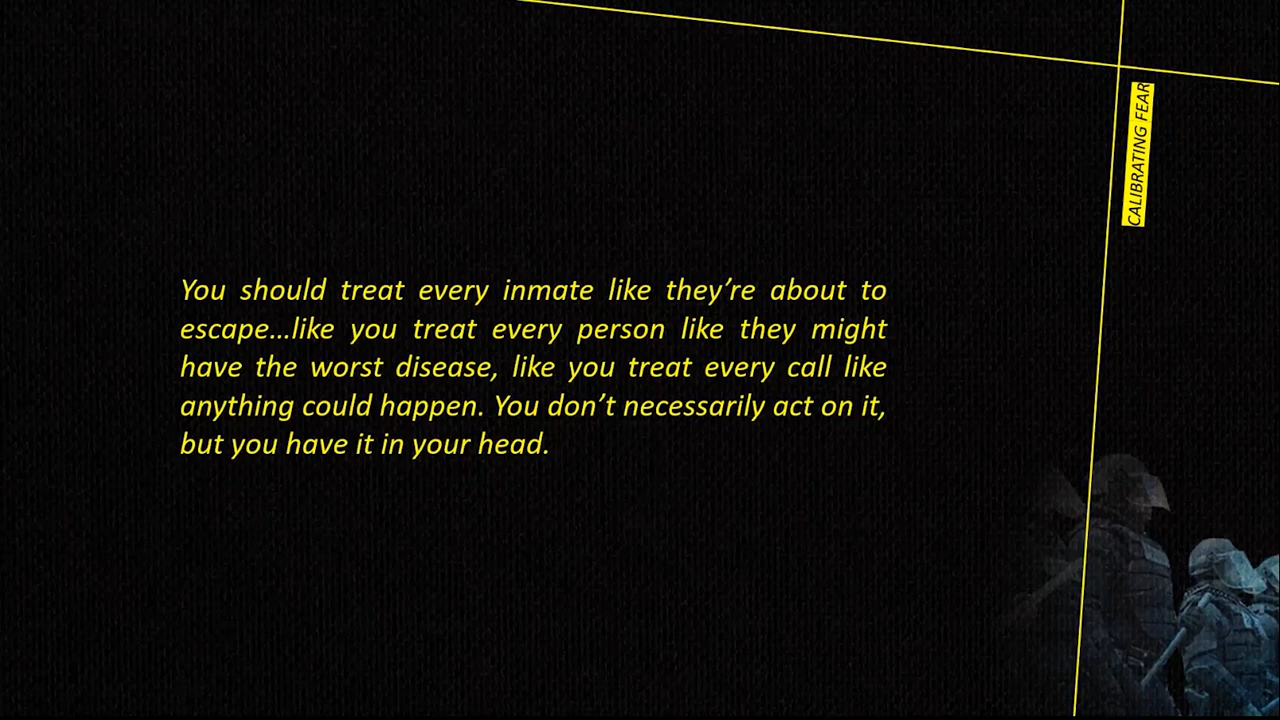 CALIBRATING FEAR
You should treat every inmate like they’re about to
escape…like you treat every person like they might
have the worst disease, like you treat every call like
anything could happen. You don’t necessarily act on it,
but you have it in your head.